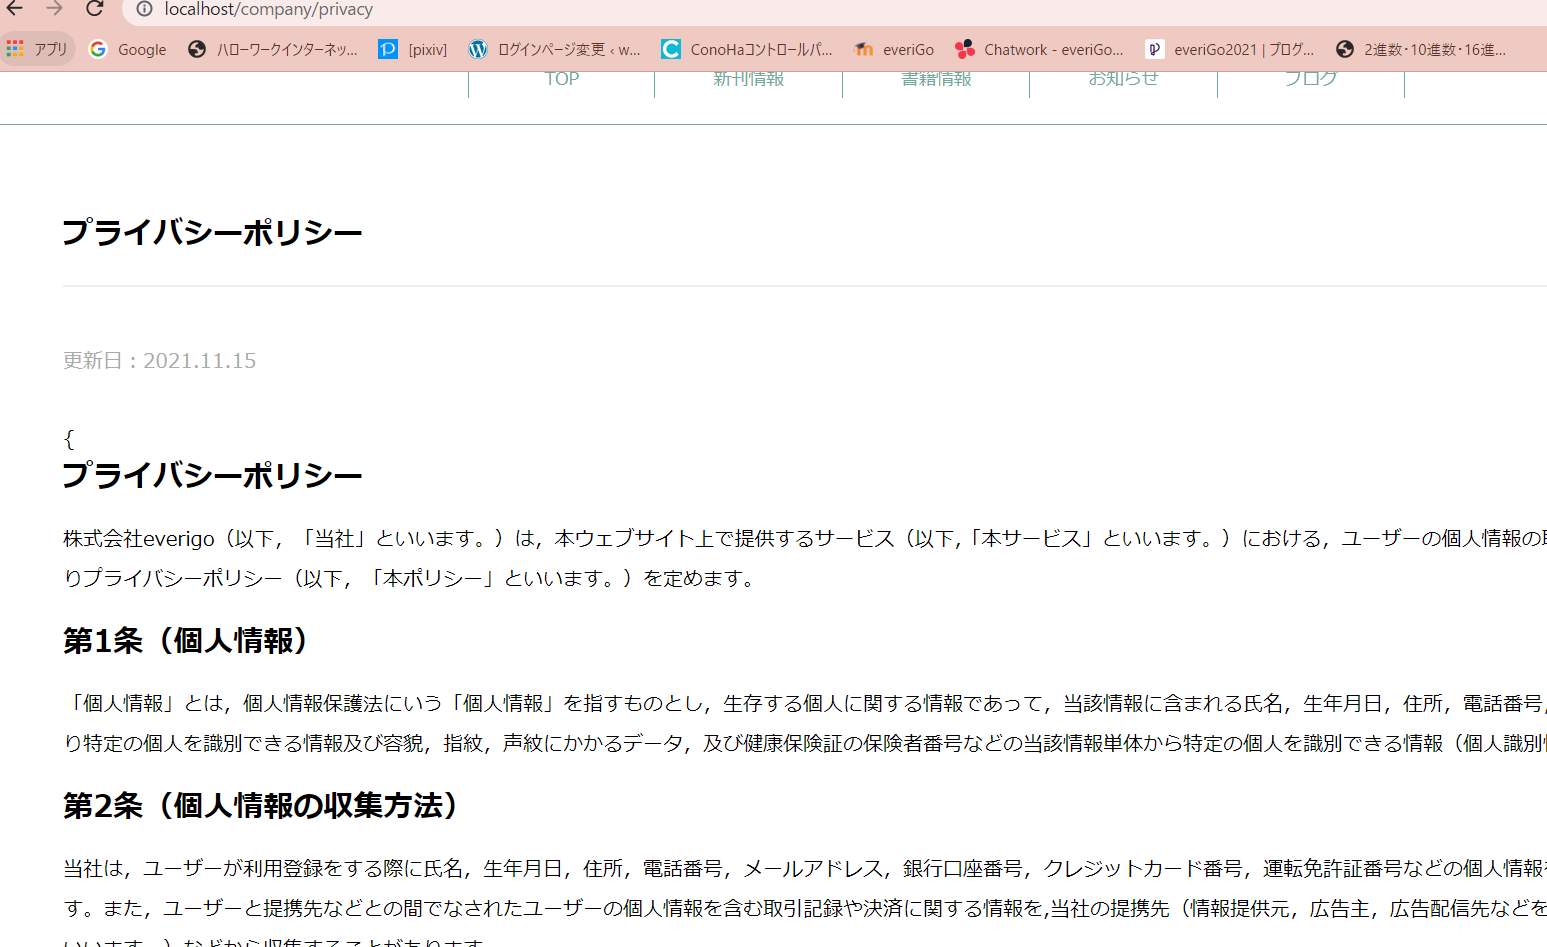 localhost/company/privacy
アプリ Google ハローワークインターネッ... [pixiv] ログインページ変更 ‹ w... ConoHaコントロールパ... everiGo Chatwork - everiGo... everiGo2021 | プログ... 2進数・10進数・16進...
TOP 新刊情報 書籍情報 お知らせ ブログ
プライバシーポリシー
更新日：2021.11.15
{
プライバシーポリシー
株式会社everigo（以下，「当社」といいます。）は，本ウェブサイト上で提供するサービス（以下,「本サービス」といいます。）における，ユーザーの個人情報の取
りプライバシーポリシー（以下，「本ポリシー」といいます。）を定めます。
第1条（個人情報）
「個人情報」とは，個人情報保護法にいう「個人情報」を指すものとし，生存する個人に関する情報であって，当該情報に含まれる氏名，生年月日，住所，電話番号，
り特定の個人を識別できる情報及び容貌，指紋，声紋にかかるデータ，及び健康保険証の保険者番号などの当該情報単体から特定の個人を識別できる情報（個人識別情
第2条（個人情報の収集方法）
当社は，ユーザーが利用登録をする際に氏名，生年月日，住所，電話番号，メールアドレス，銀行口座番号，クレジットカード番号，運転免許証番号などの個人情報を
す。また，ユーザーと提携先などとの間でなされたユーザーの個人情報を含む取引記録や決済に関する情報を,当社の提携先（情報提供元，広告主，広告配信先などを
いいます。）などから収集することがあります。